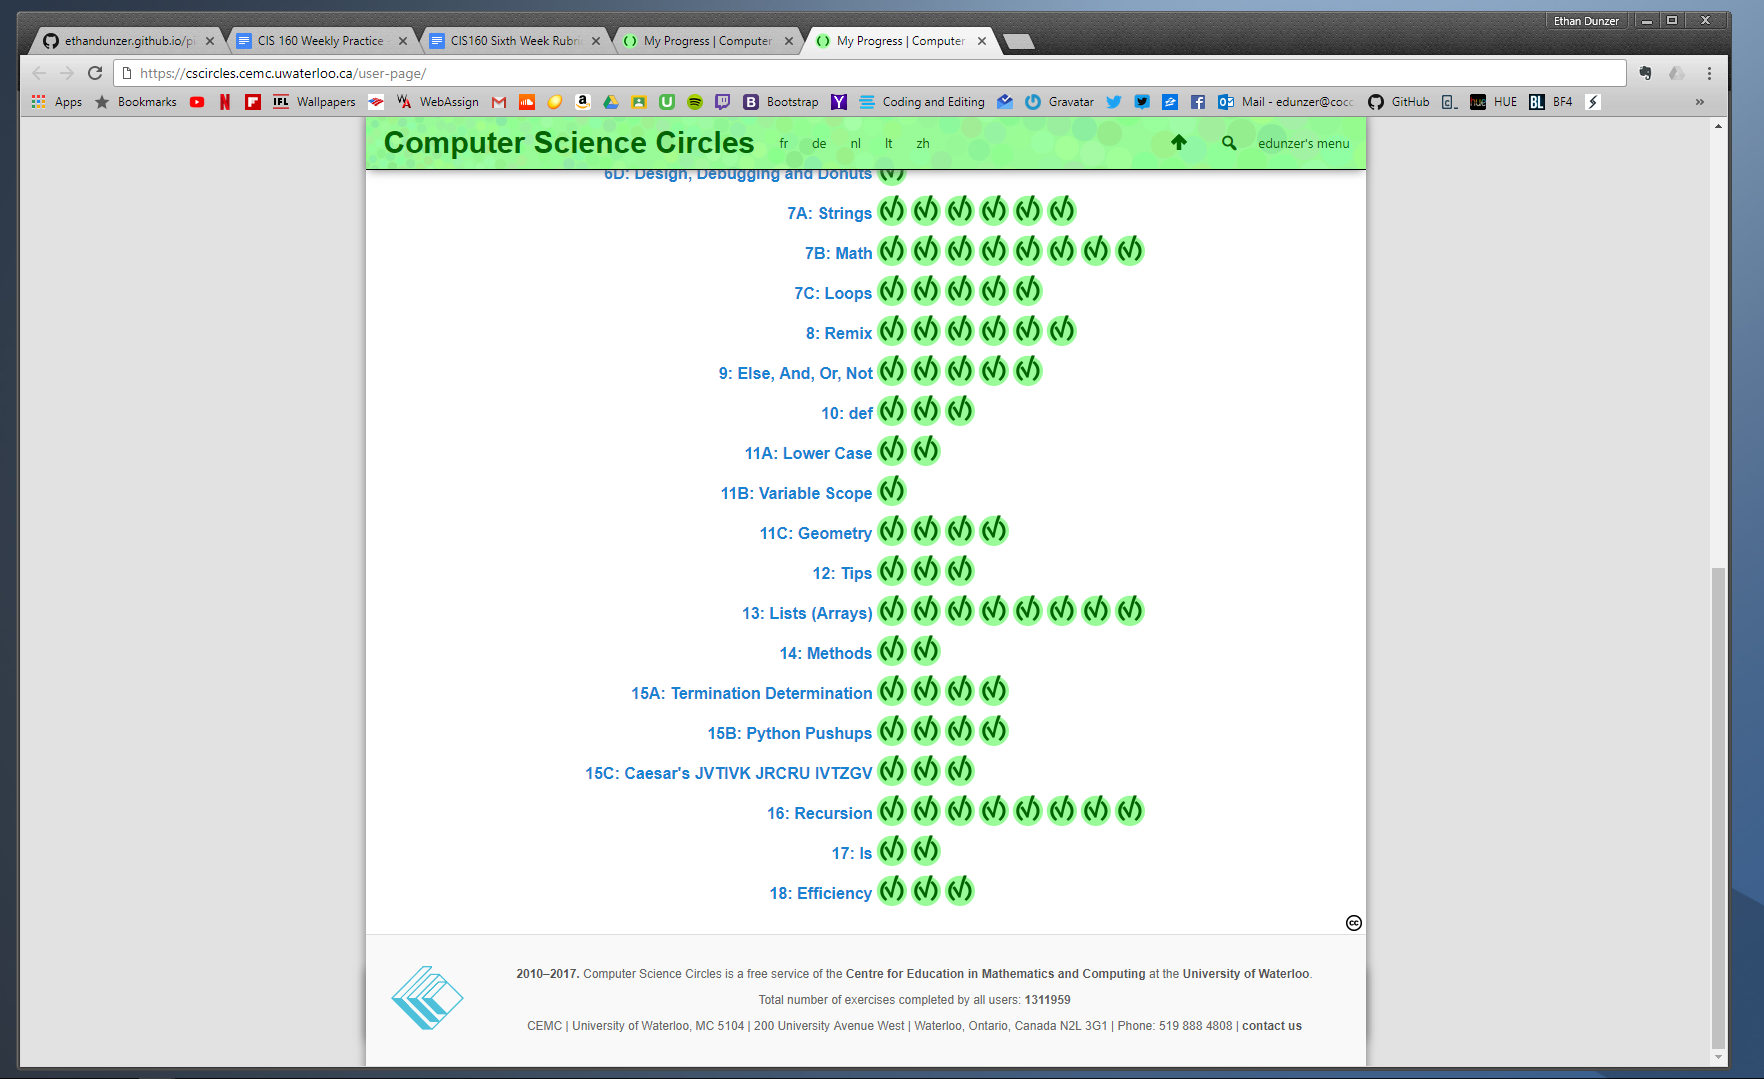 Ethan Dunzer
ethandunzer.github.io/pi
CIS 160 Weekly Practice
CIS160 Sixth Week Rubri
My Progress | Computer
My Progress | Computer
https://cscircles.cemc.uwaterloo.ca/user-page/
Apps Bookmarks IFL Wallpapers WebAssign Bootstrap Coding and Editing Gravatar Mail - edunzer@cocc GitHub hue HUE BL BF4
Computer Science Circles fr de nl lt zh edunzer's menu
6D: Design, Debugging and Donuts
7A: Strings
7B: Math
7C: Loops
8: Remix
9: Else, And, Or, Not
10: def
11A: Lower Case
11B: Variable Scope
11C: Geometry
12: Tips
13: Lists (Arrays)
14: Methods
15A: Termination Determination
15B: Python Pushups
15C: Caesar's JVTIVK JRCRU IVTZGV
16: Recursion
17: Is
18: Efficiency
cc
2010–2017. Computer Science Circles is a free service of the Centre for Education in Mathematics and Computing at the University of Waterloo.
Total number of exercises completed by all users: 1311959
CEMC | University of Waterloo, MC 5104 | 200 University Avenue West | Waterloo, Ontario, Canada N2L 3G1 | Phone: 519 888 4808 | contact us